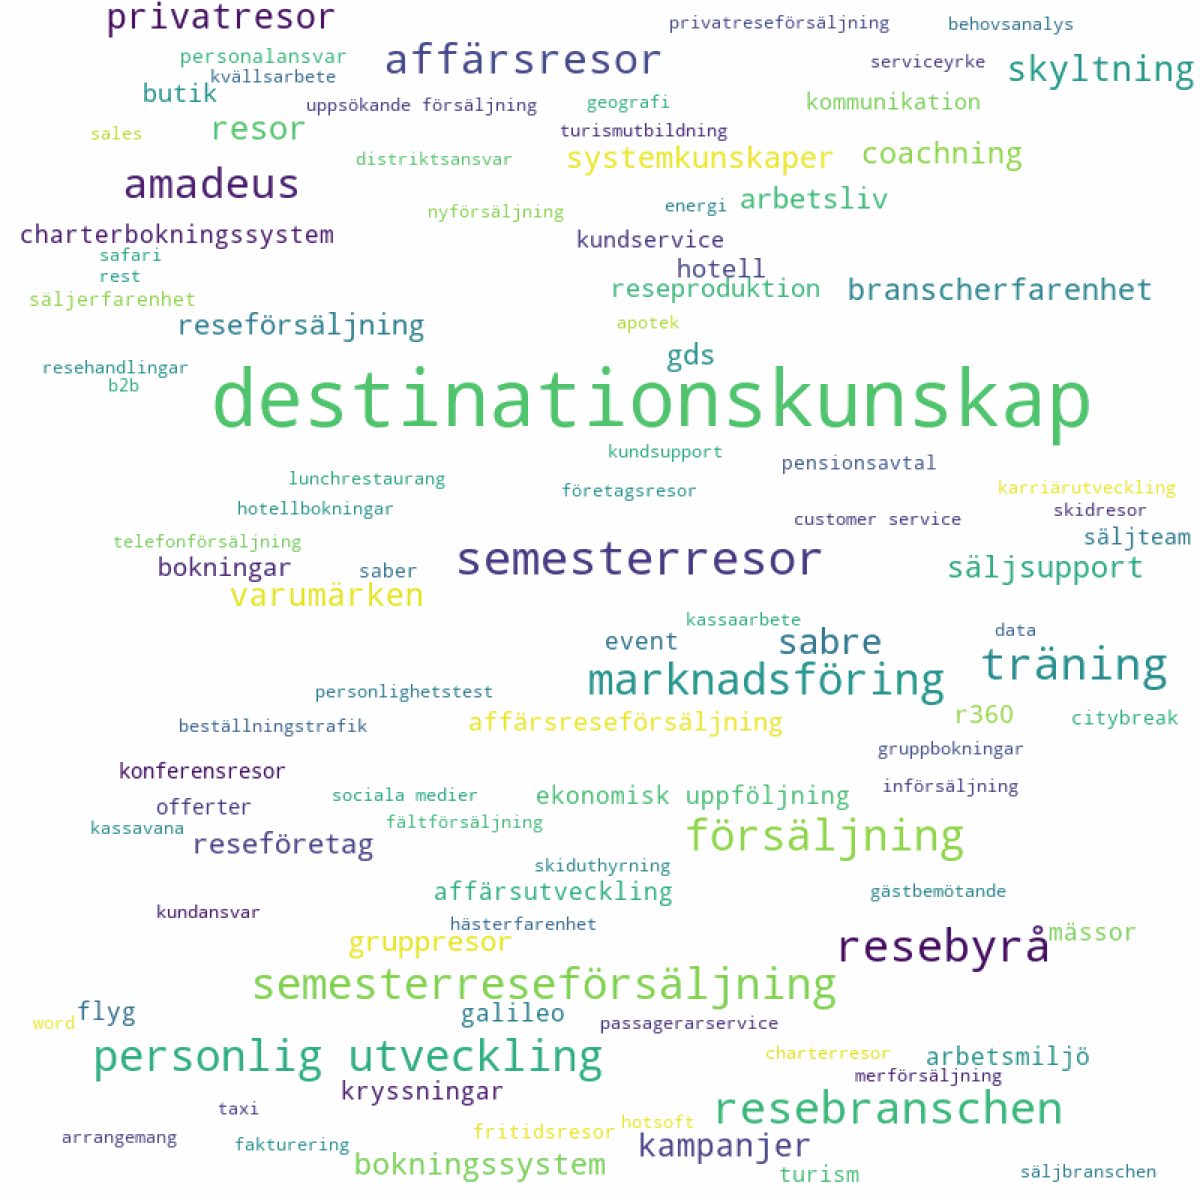 privatresor
privatreseförsäljning
behovsanalys
personalansvar
affärsresor
serviceyrke
skyltning
kvällsarbete
butik
uppsökande försäljning
geografi
kommunikation
resor
sales
turismutbildning
distriktsansvar
systemkunskaper
coachning
amadeus
arbetsliv
nyförsäljning
energi
charterbokningssystem
kundservice
safari
hotell
rest
reseproduktion
branscherfarenhet
säljerfarenhet
reseförsäljning
apotek
gds
resehandlingar
b2b
destinationskunskap
kundsupport
pensionsavtal
lunchrestaurang
företagsresor
karriärutveckling
hotellbokningar
customer service
skidresor
telefonförsäljning
säljteam
bokningar
saber
semesterresor
säljsupport
varumärken
kassaarbete
event
sabre
data
träning
marknadsföring
personlighetstest
beställningstrafik
affärsreseförsäljning
r360
citybreak
gruppbokningar
konferensresor
införsäljning
sociala medier
ekonomisk uppföljning
offerter
kassavana
fältförsäljning
reseföretag
försäljning
skiduthyrning
affärsutveckling
gästbemötande
kundansvar
hästerfarenhet
gruppresor
resebyrå
mässor
semesterreseförsäljning
flyg
galileo
word
passagerarservice
personlig utveckling
charterresor
arbetsmiljö
merförsäljning
kryssningar
taxi
resebranschen
hotsoft
arrangemang
fritidsresor
fakturering
kampanjer
bokningssystem
turism
säljbranschen